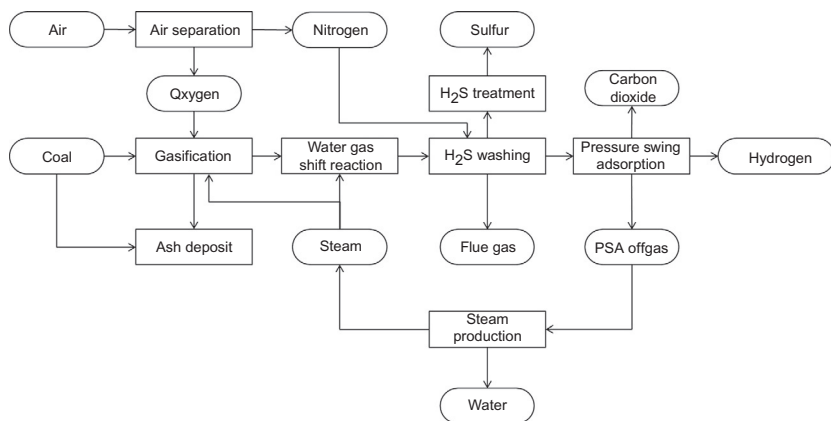 Air
Air separation
Nitrogen
Sulfur
Qxygen
H2S treatment
Carbon
dioxide
Coal
Gasification
Water gas
shift reaction
H2S washing
Pressure swing
adsorption
Hydrogen
Ash deposit
Steam
Flue gas
PSA offgas
Steam
production
Water